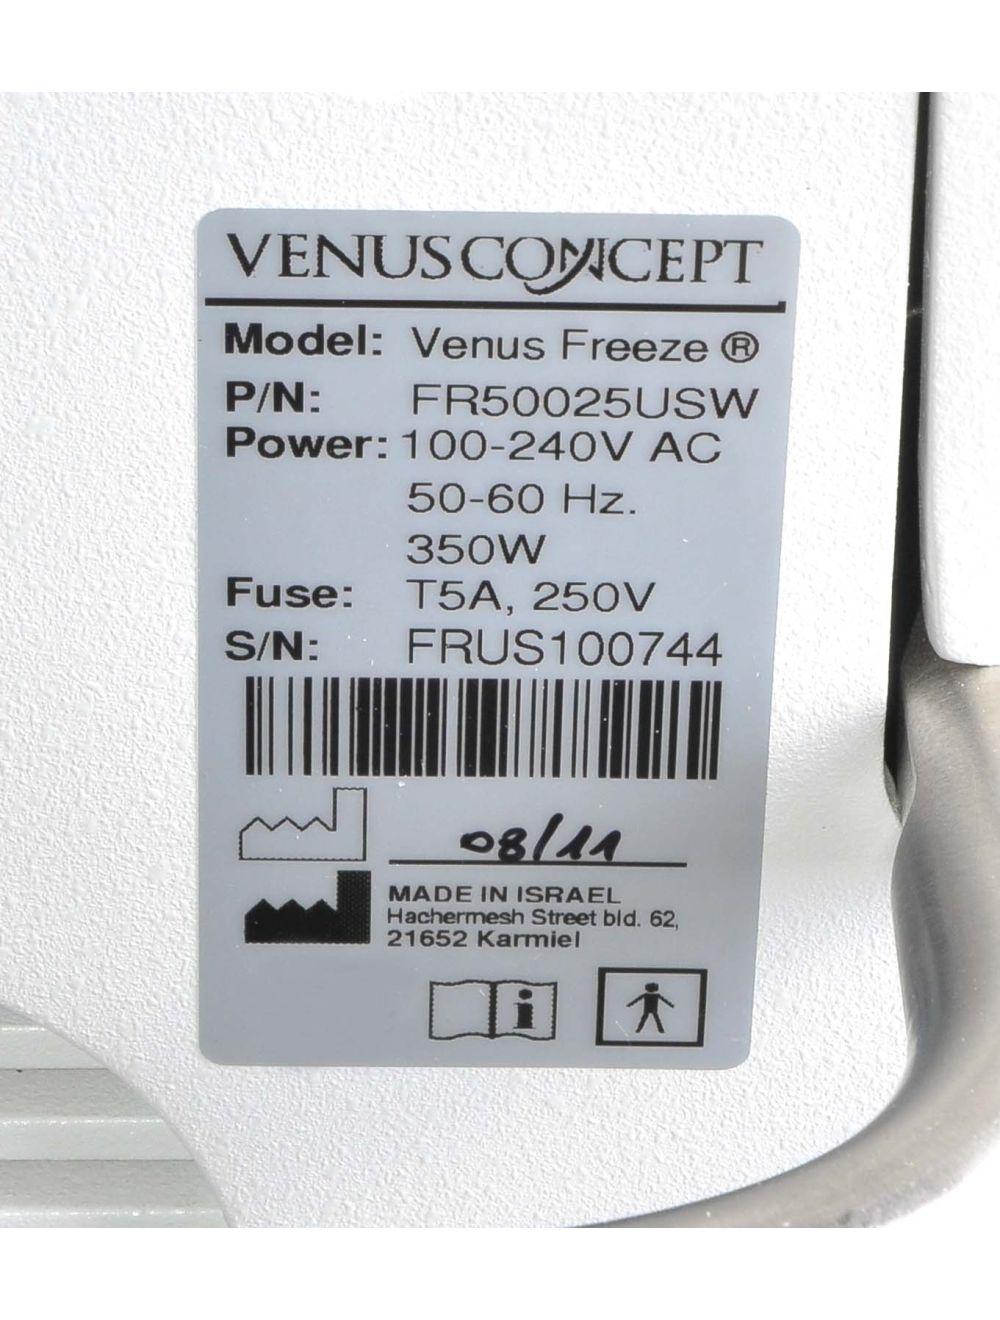 VENUS CONCEPT
Model: Venus Freeze ®
P/N: FR50025USW
Power: 100-240V AC
50-60 Hz.
350W
Fuse: T5A, 250V
S/N: FRUS100744
08/11
MADE IN ISRAEL
Hachermesh Street bld. 62,
21652 Karmiel
i